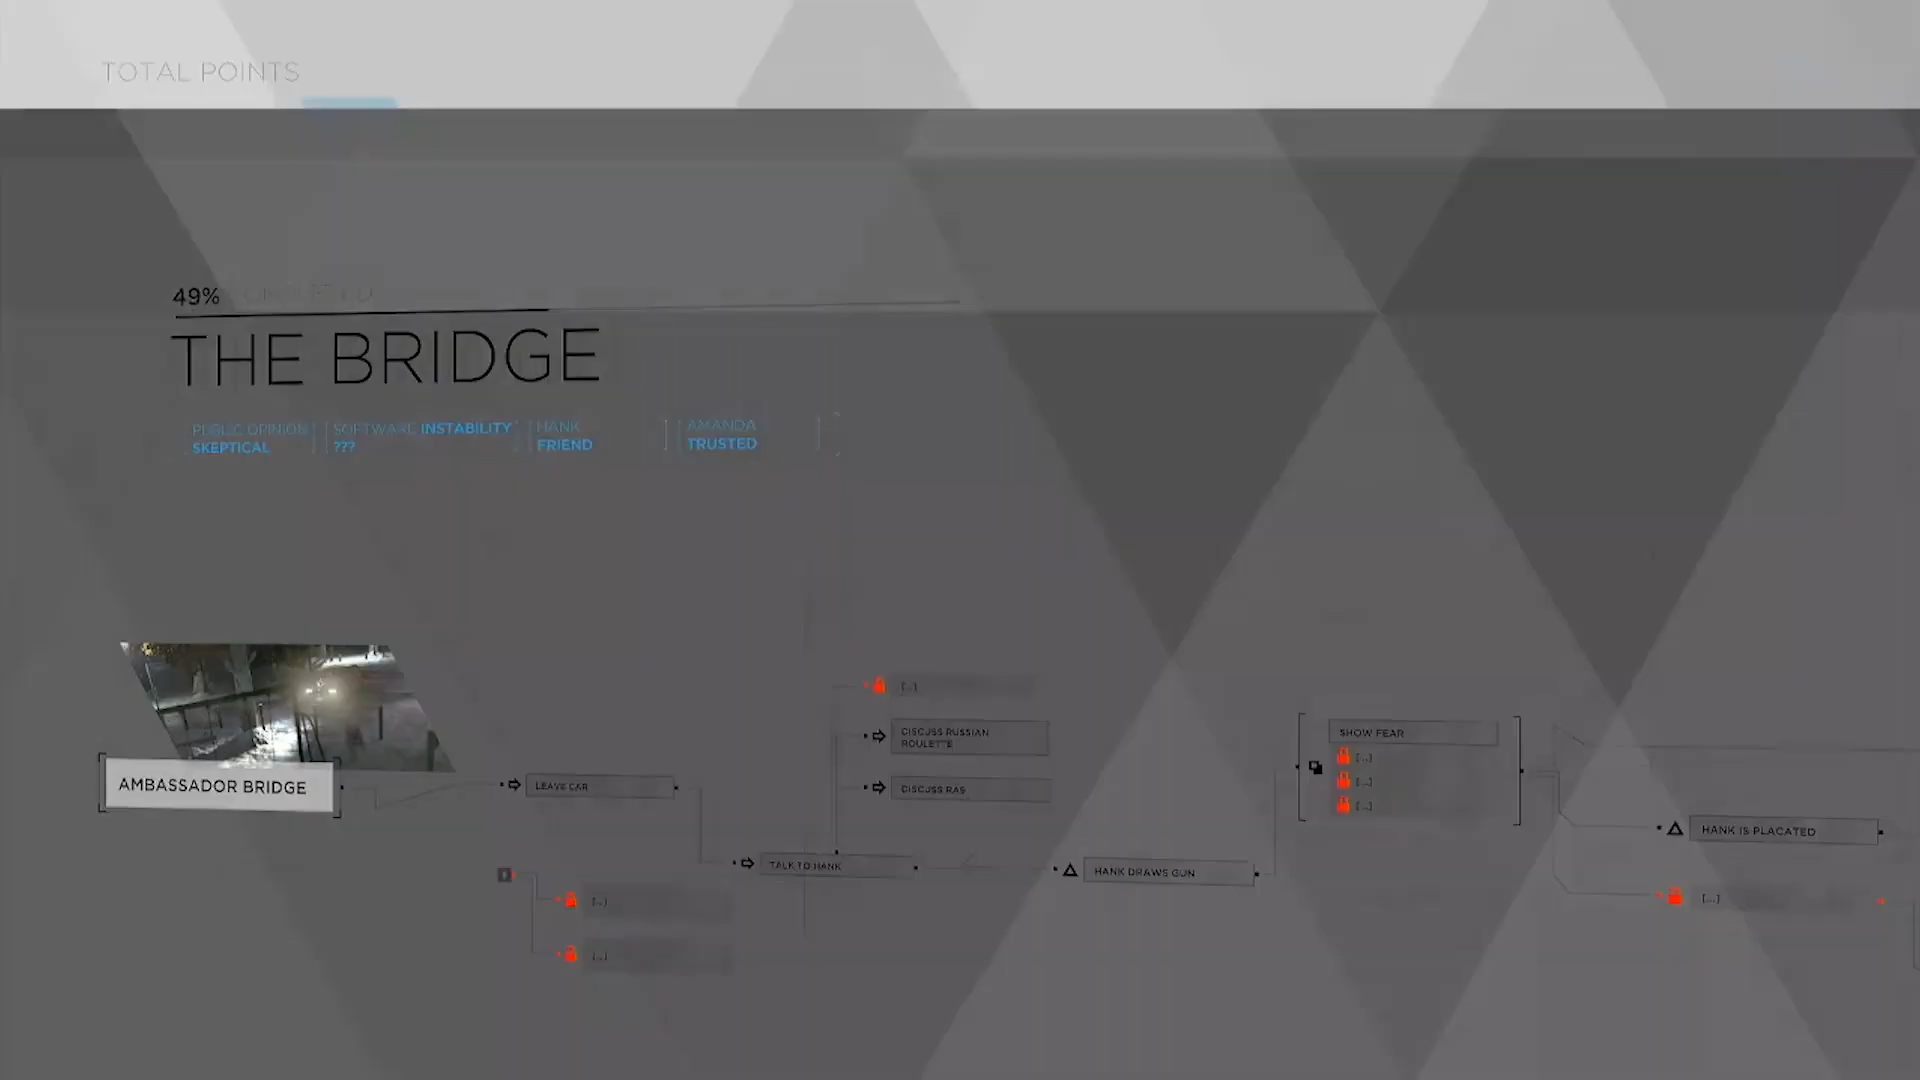 TOTAL POINTS
49% COMPLETED
THE BRIDGE
PUBLIC OPINION
SKEPTICAL
SOFTWARE INSTABILITY
???
HANK
FRIEND
AMANDA
TRUSTED
[...]
DISCUSS RUSSIAN
ROULETTE
DISCUSS RA9
AMBASSADOR BRIDGE
LEAVE CAR
TALK TO HANK
[...]
[...]
HANK DRAWS GUN
SHOW FEAR
[...]
[...]
[...]
HANK IS PLACATED
[...]